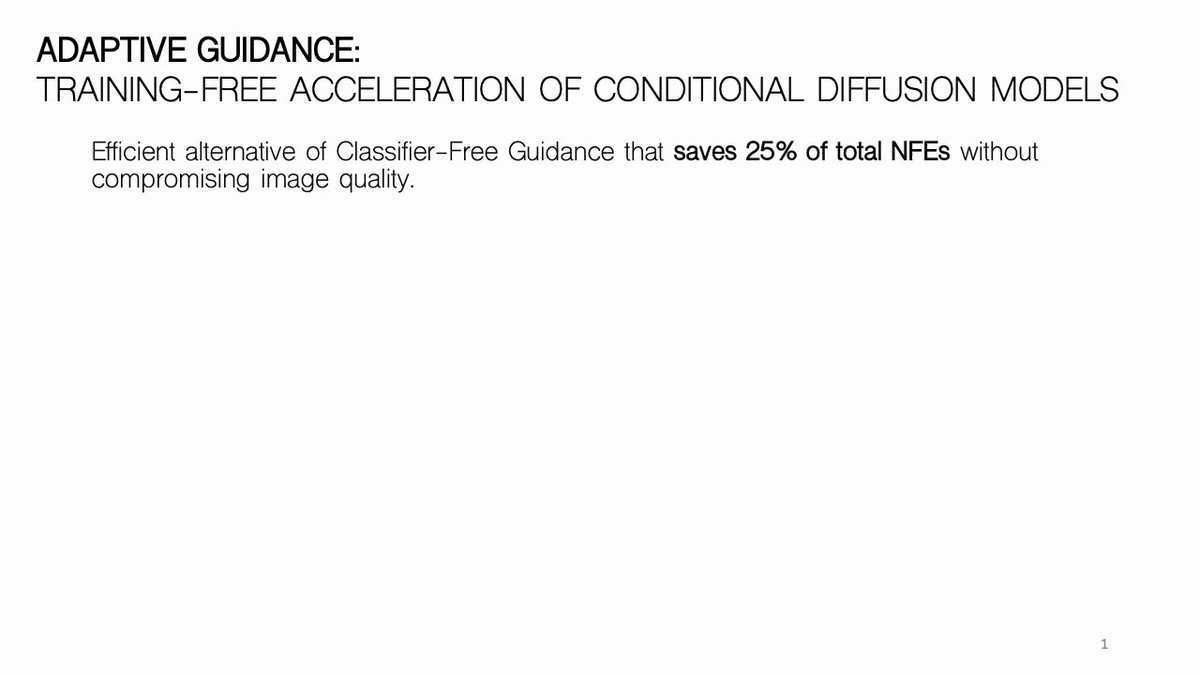 ADAPTIVE GUIDANCE:
TRAINING-FREE ACCELERATION OF CONDITIONAL DIFFUSION MODELS
Efficient alternative of Classifier-Free Guidance that saves 25% of total NFEs without
compromising image quality.
1